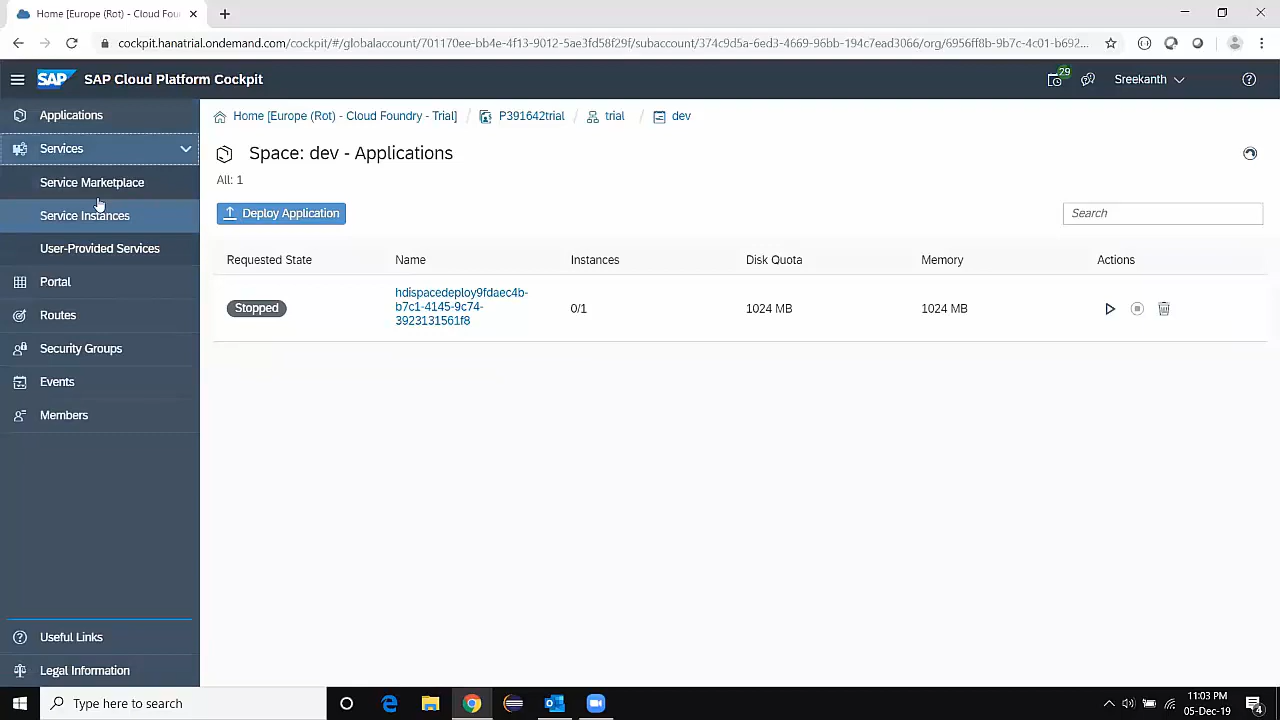 Home [Europe (Rot) - Cloud Foun
cockpit.hanatrial.ondemand.com/cockpit/#/globalaccount/701170ee-bb4e-4f13-9012-5ae3fd58f29f/subaccount/374c9d5a-6ed3-4669-96bb-194c7ead3066/org/6956ff8b-9b7c-4c01-b692...
SAP SAP Cloud Platform Cockpit
29
Sreekanth
Applications
Services
Service Marketplace
Service Instances
User-Provided Services
Portal
Routes
Security Groups
Events
Members
Useful Links
Legal Information
Home [Europe (Rot) - Cloud Foundry - Trial] / P391642trial / trial / dev
Space: dev - Applications
All: 1
Deploy Application
Search
Requested State Name Instances Disk Quota Memory Actions
Stopped
hdispacedeploy9fdaec4b-
b7c1-4145-9c74-
3923131561f8
0/1 1024 MB 1024 MB
Type here to search
11:03 PM
05-Dec-19
4